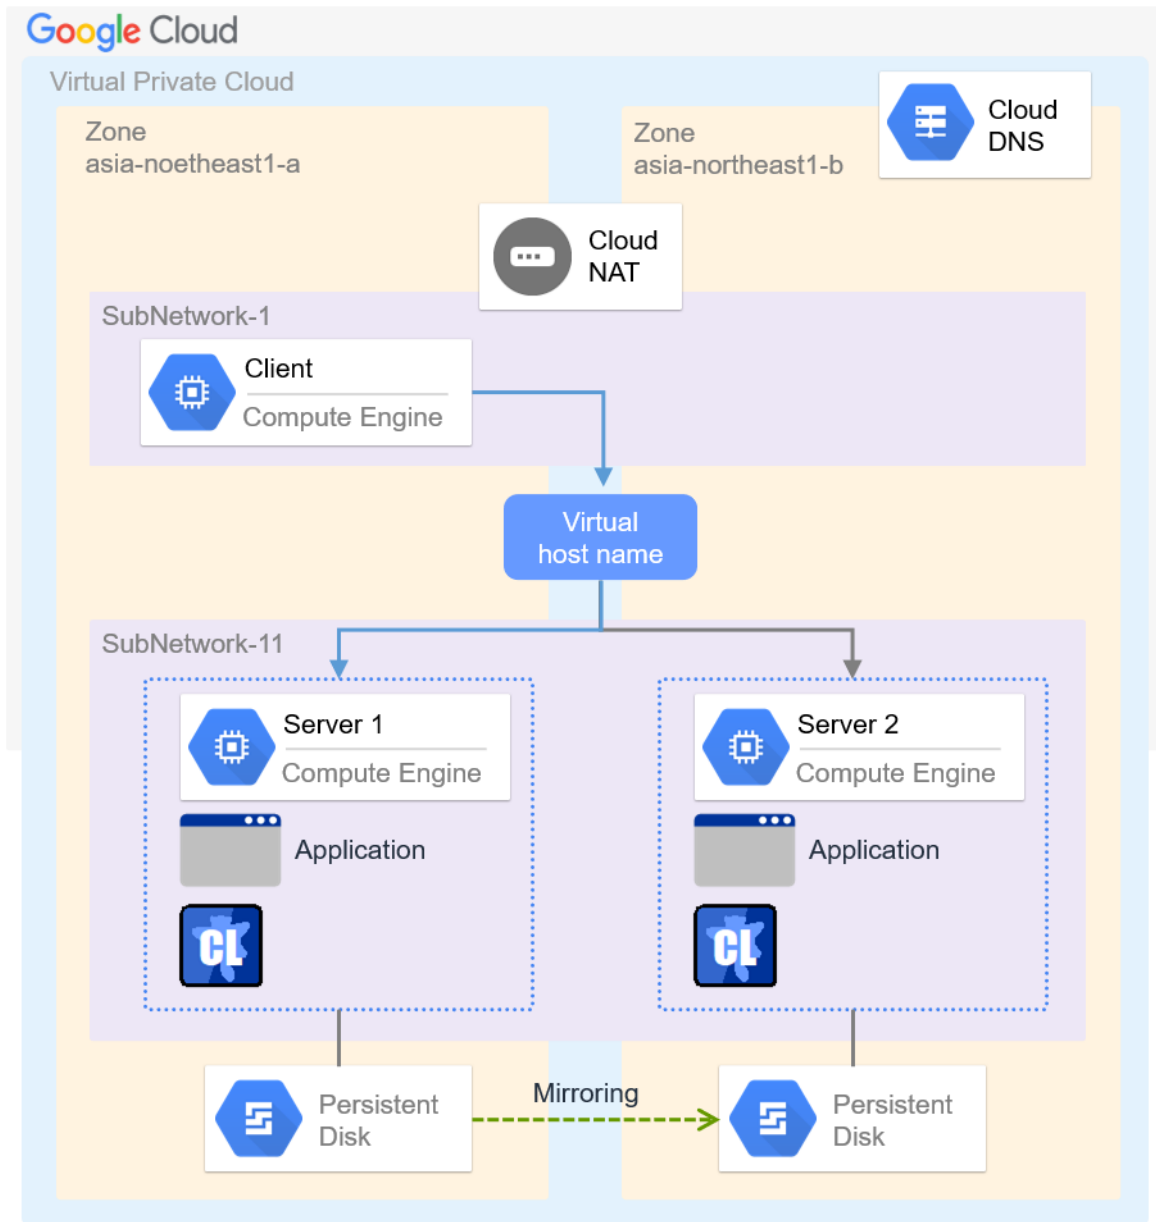 Google Cloud
Virtual Private Cloud
Zone
asia-noetheast1-a
Zone
asia-northeast1-b
Cloud
DNS
Cloud
NAT
SubNetwork-1
Client
Compute Engine
Virtual
host name
SubNetwork-11
Server 1
Compute Engine
Application
CL
Server 2
Compute Engine
Application
CL
Persistent
Disk
Mirroring
Persistent
Disk